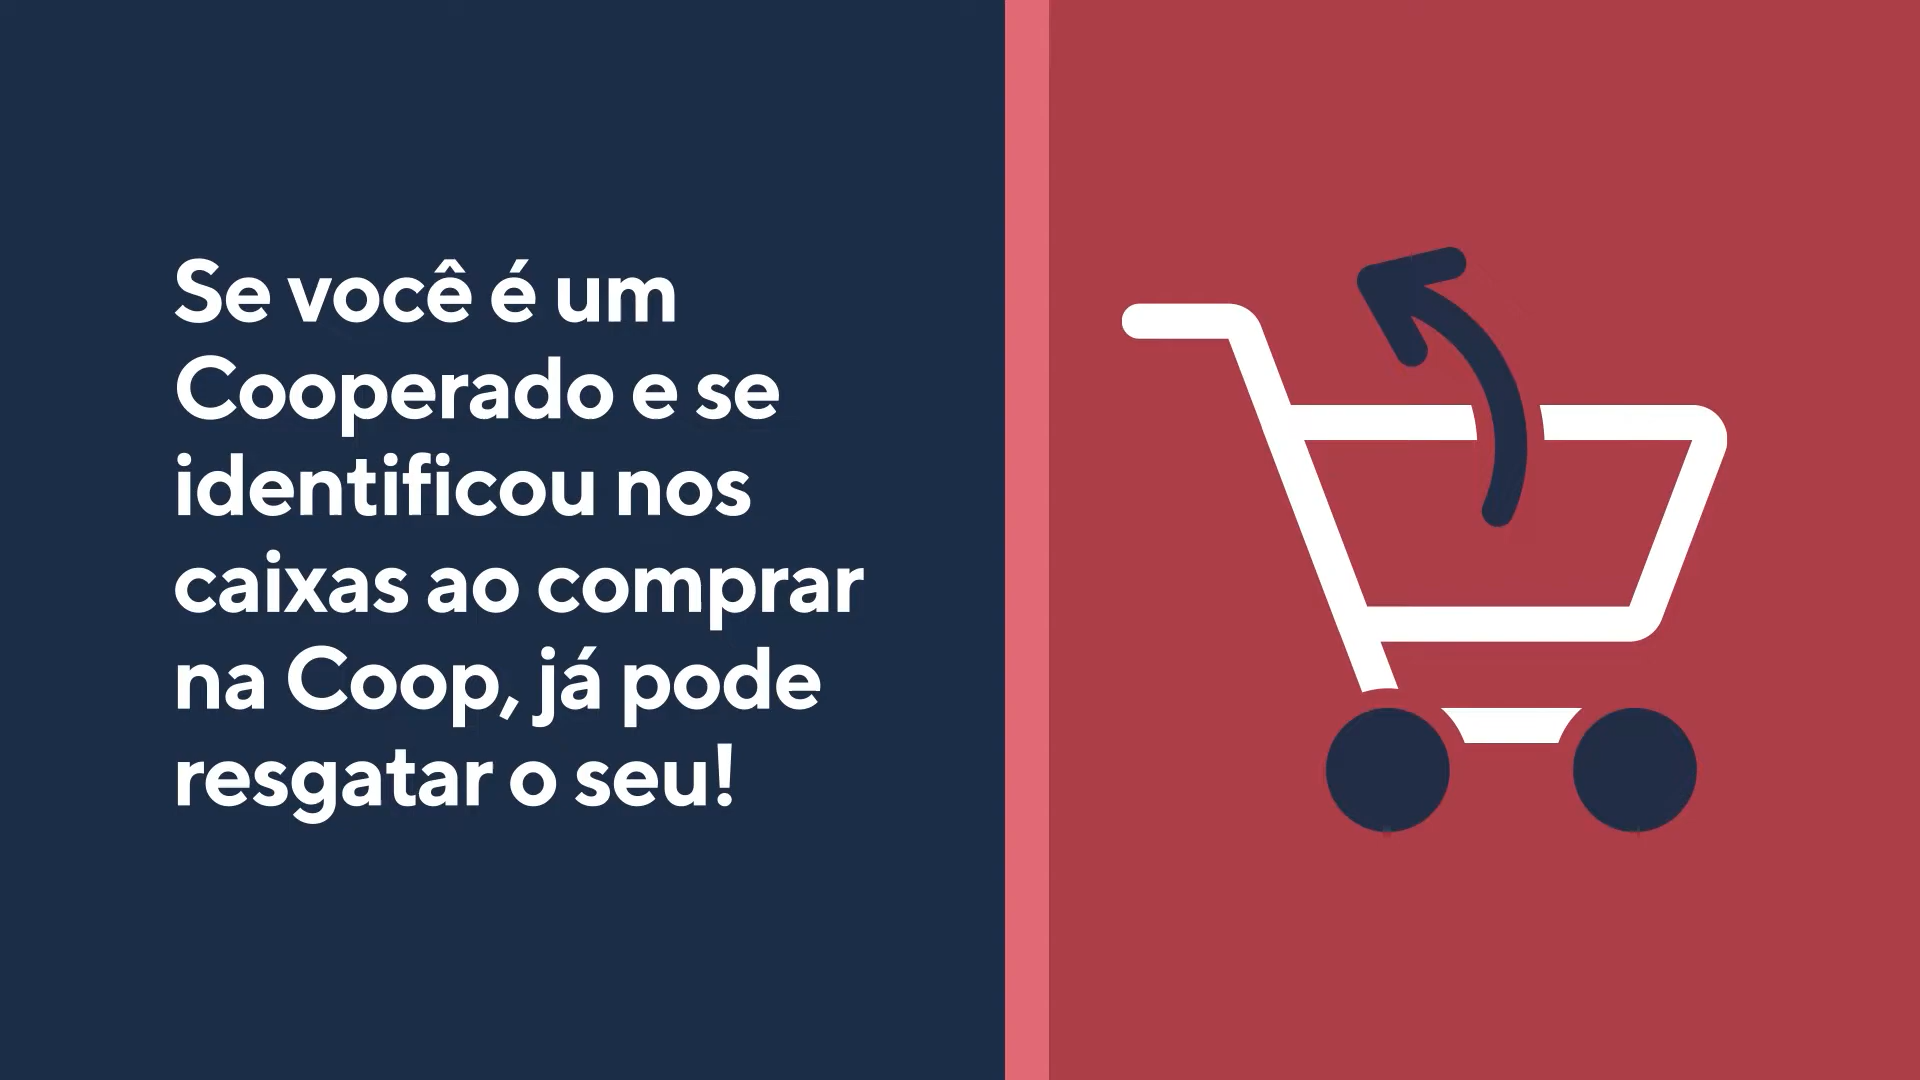 Se você é um
Cooperado e se
identificou nos
caixas ao comprar
na Coop, já pode
resgatar o seu!